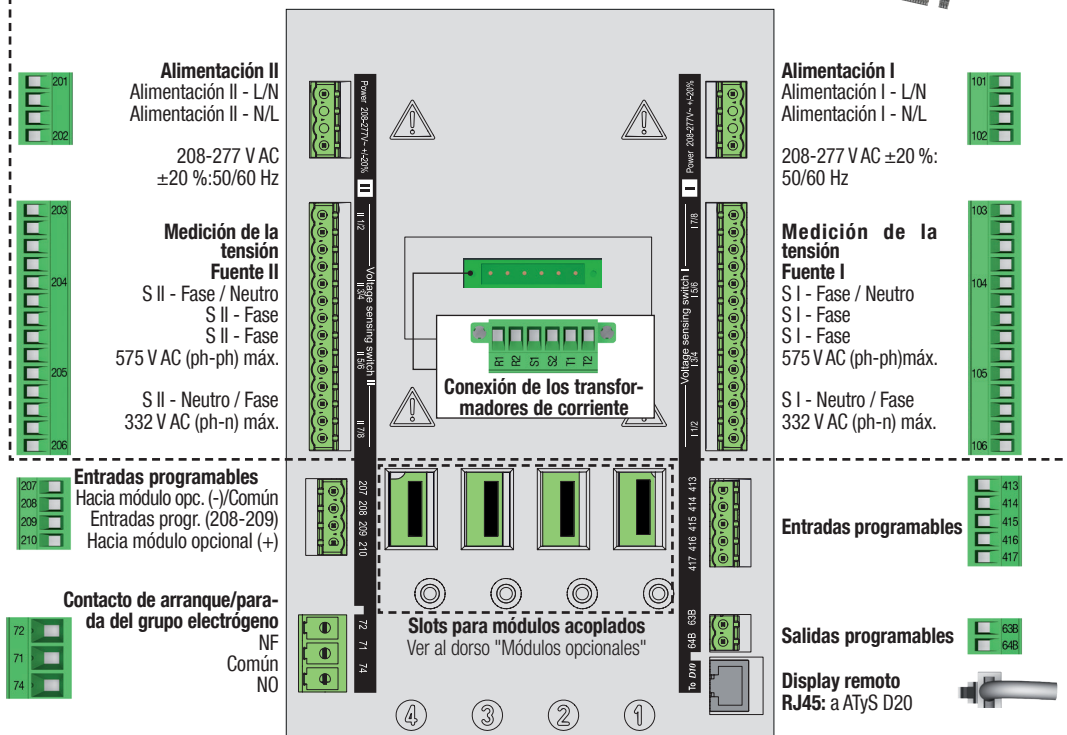 201
202
Alimentación II
Alimentación II - L/N
Alimentación II - N/L
208-277 V AC
±20 %:50/60 Hz
203
204
205
206
Medición de la
tensión
Fuente II
S II - Fase / Neutro
S II - Fase
S II - Fase
575 V AC (ph-ph) máx.
S II - Neutro / Fase
332 V AC (ph-n) máx.
207
208
209
210
Entradas programables
Hacia módulo opc. (-)/Común
Entradas progr. (208-209)
Hacia módulo opcional (+)
Contacto de arranque/para-
da del grupo electrógeno
NF
Común
NO
72
71
74
Power 208-277V~ +/-20%
II
II 1/2
II 3/4
II 5/6
II 7/8
Voltage sensing switch II
207 208 209 210
72 71 74
R1 R2 S1 S2 T1 T2
Conexión de los transfor-
madores de corriente
Slots para módulos acoplados
Ver al dorso "Módulos opcionales"
4 3 2 1
Power 208-277V~ +/-20%
I
I 7/8
I 5/6
I 3/4
I 1/2
Voltage sensing switch I
417 416 415 414 413
64B 63B
To D10
Alimentación I
Alimentación I - L/N
Alimentación I - N/L
208-277 V AC ±20 %:
50/60 Hz
101
102
Medición de la
tensión
Fuente I
S I - Fase / Neutro
S I - Fase
S I - Fase
575 V AC (ph-ph)máx.
S I - Neutro / Fase
332 V AC (ph-n) máx.
103
104
105
106
Entradas programables
413
414
415
416
417
Salidas programables
63B
64B
Display remoto
RJ45: a ATyS D20